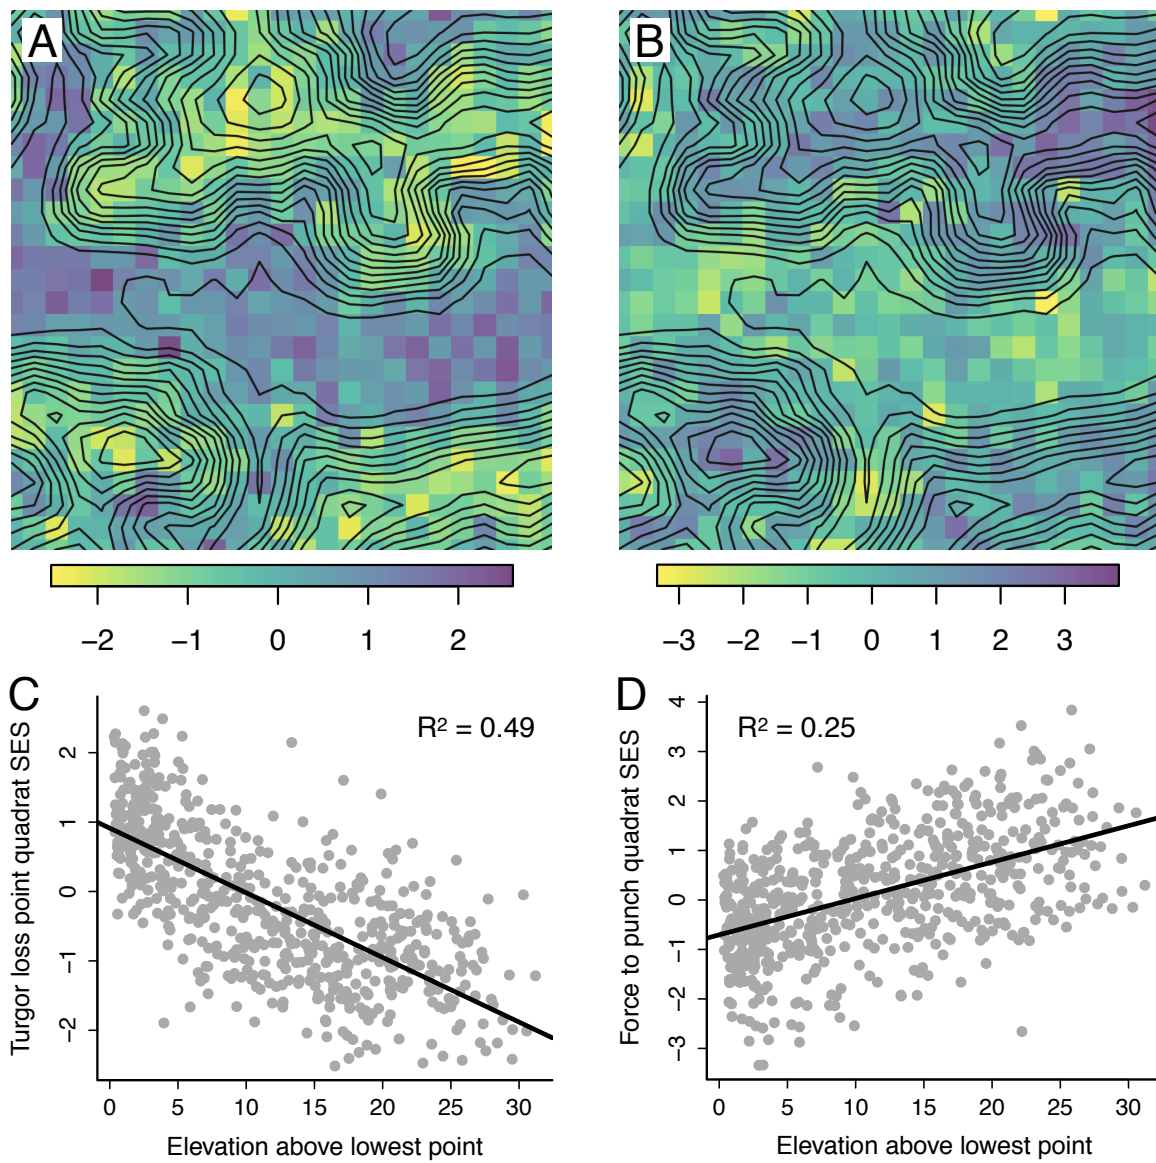 A
B
−2 −1 0 1 2
−3 −2 −1 0 1 2 3
C
R² = 0.49
Turgor loss point quadrat SES
2
1
0
−1
−2
0 5 10 15 20 25 30
Elevation above lowest point
D
R² = 0.25
Force to punch quadrat SES
4
3
2
1
0
−1
−2
−3
0 5 10 15 20 25 30
Elevation above lowest point